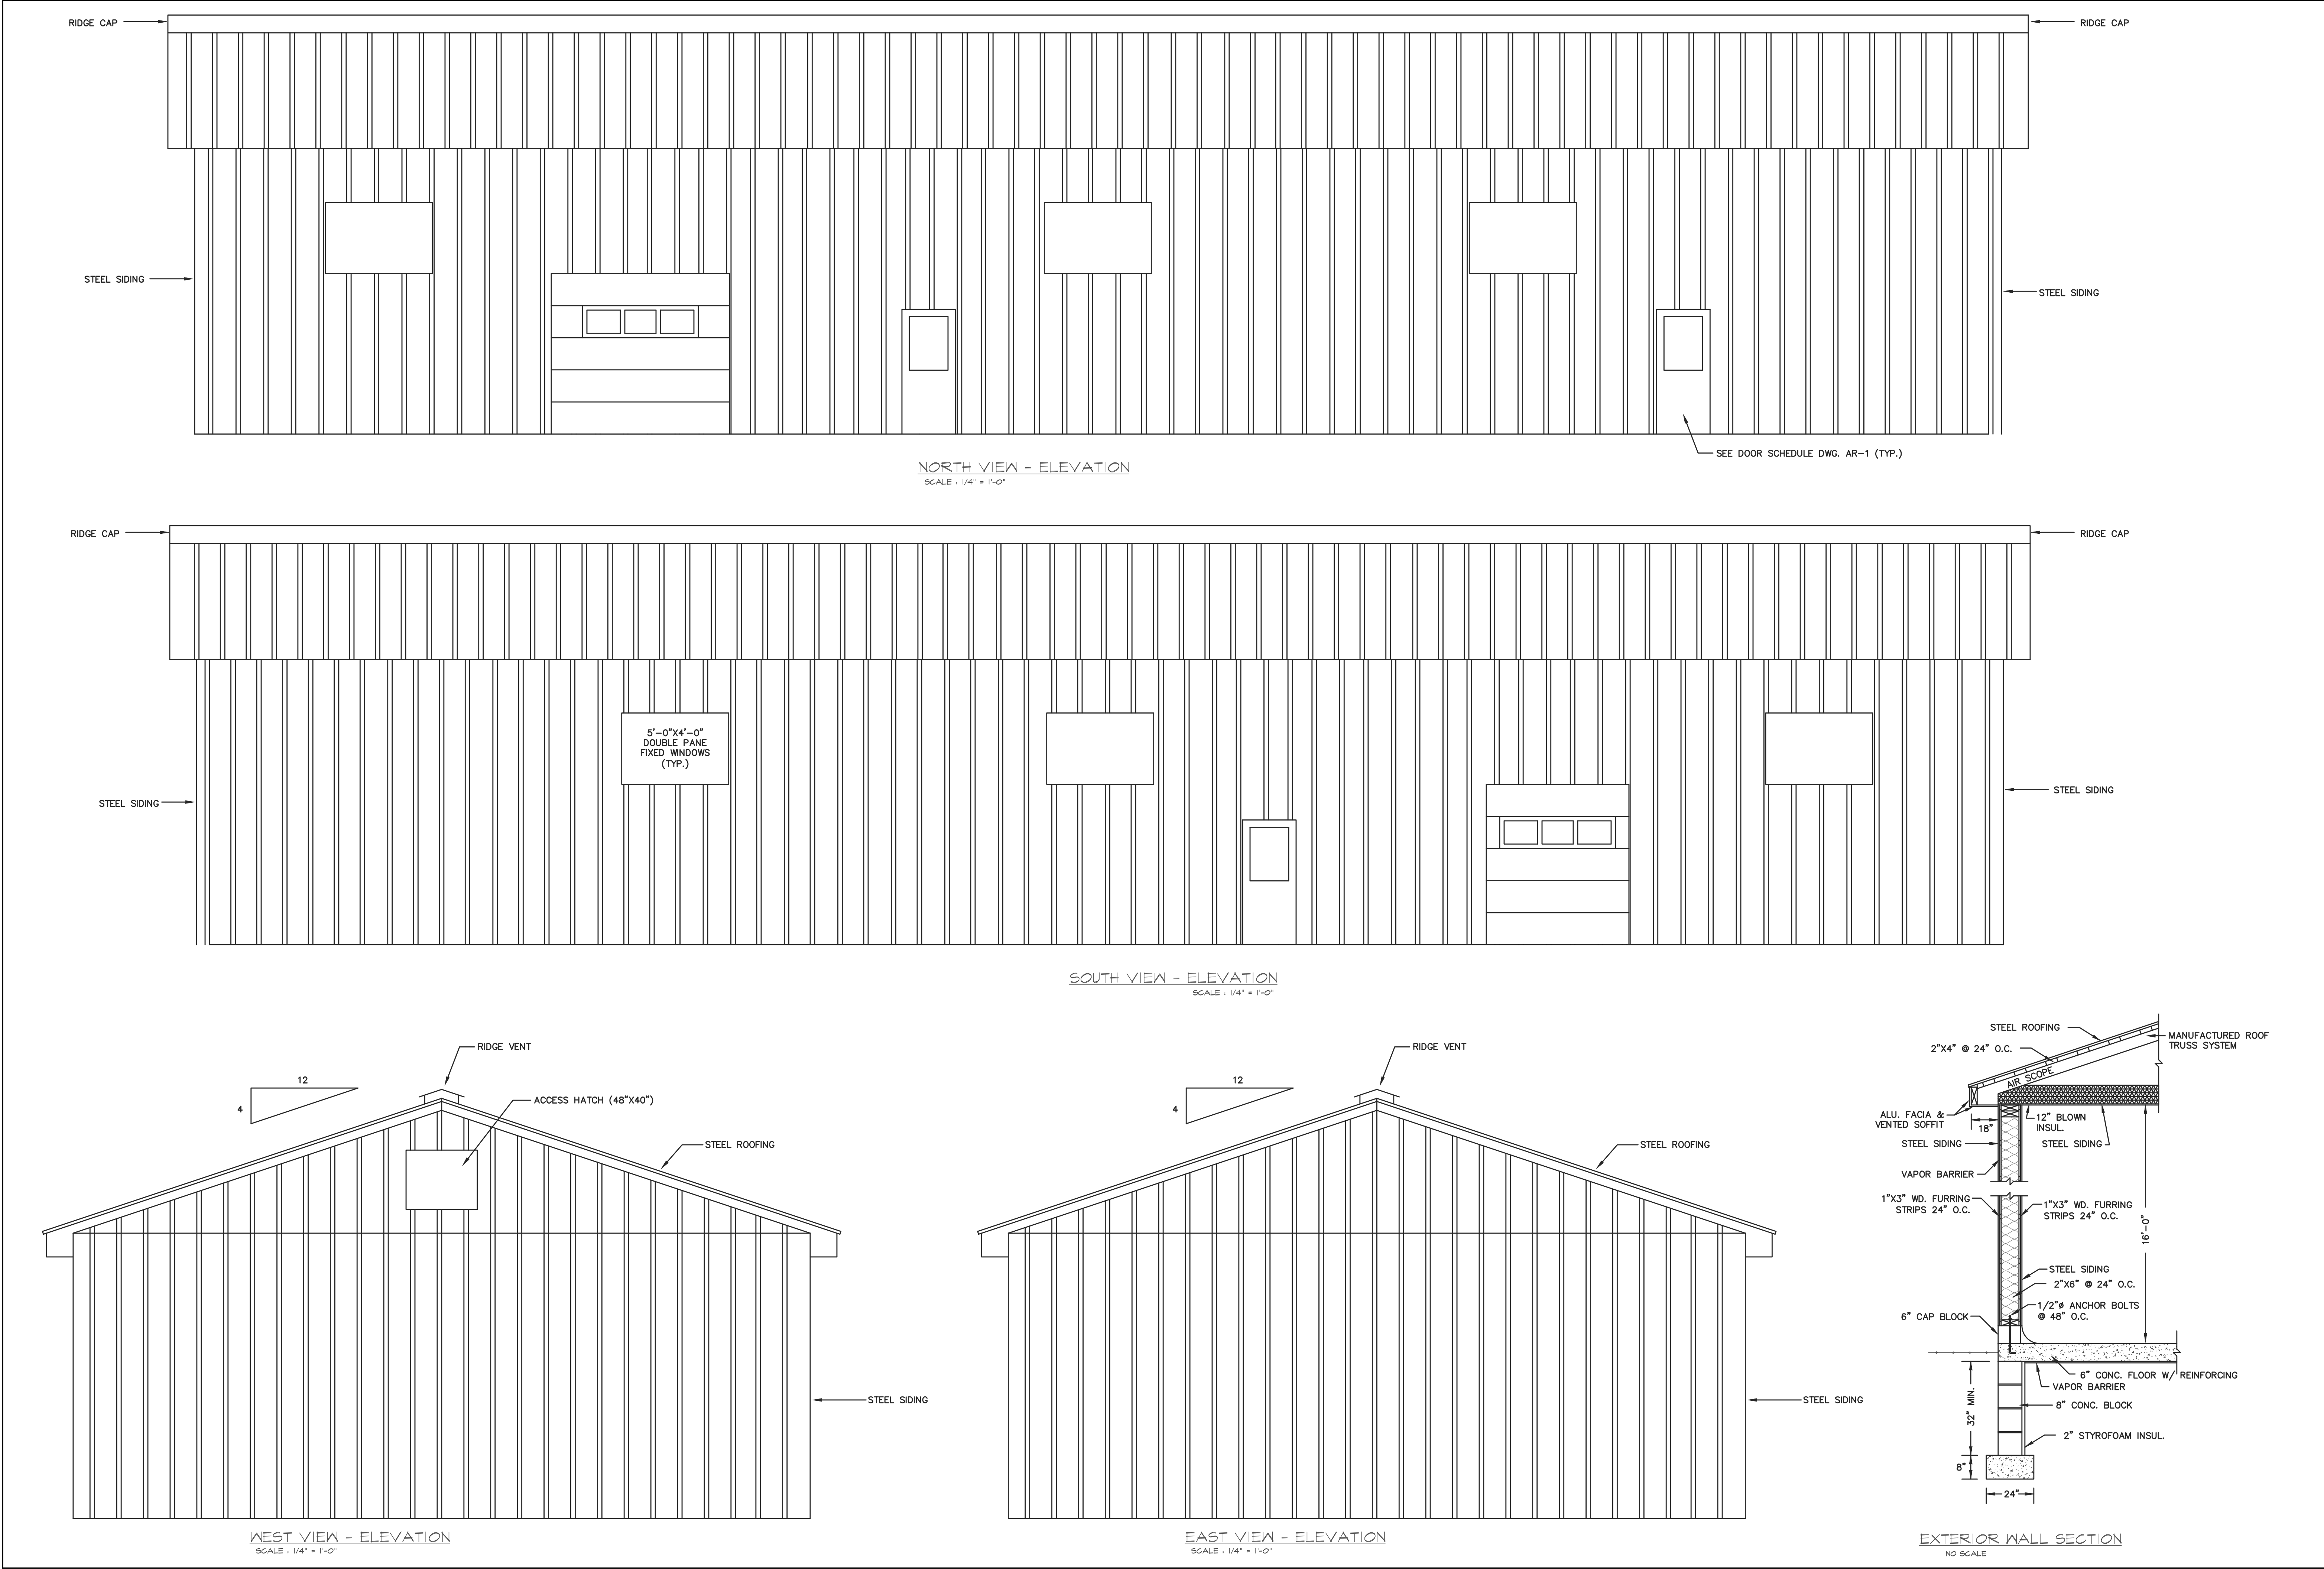 RIDGE CAP
RIDGE CAP
STEEL SIDING
STEEL SIDING
SEE DOOR SCHEDULE DWG. AR-1 (TYP.)
NORTH VIEW - ELEVATION
SCALE : 1/4" = 1'-0"
RIDGE CAP
RIDGE CAP
5'-0"X4'-0"
DOUBLE PANE
FIXED WINDOWS
(TYP.)
STEEL SIDING
STEEL SIDING
SOUTH VIEW - ELEVATION
SCALE : 1/4" = 1'-0"
RIDGE VENT
12
4
ACCESS HATCH (48"X40")
STEEL ROOFING
STEEL SIDING
WEST VIEW - ELEVATION
SCALE : 1/4" = 1'-0"
RIDGE VENT
12
4
STEEL ROOFING
STEEL SIDING
EAST VIEW - ELEVATION
SCALE : 1/4" = 1'-0"
STEEL ROOFING
MANUFACTURED ROOF
TRUSS SYSTEM
2"X4" @ 24" O.C.
AIR SCOPE
ALU. FACIA &
VENTED SOFFIT
18"
12" BLOWN
INSUL.
STEEL SIDING
STEEL SIDING
VAPOR BARRIER
1"X3" WD. FURRING
STRIPS 24" O.C.
1"X3" WD. FURRING
STRIPS 24" O.C.
16'-0"
STEEL SIDING
2"X6" @ 24" O.C.
1/2"ø ANCHOR BOLTS
@ 48" O.C.
6" CAP BLOCK
6" CONC. FLOOR W/ REINFORCING
VAPOR BARRIER
32" MIN.
8" CONC. BLOCK
2" STYROFOAM INSUL.
8"
24"
EXTERIOR WALL SECTION
NO SCALE